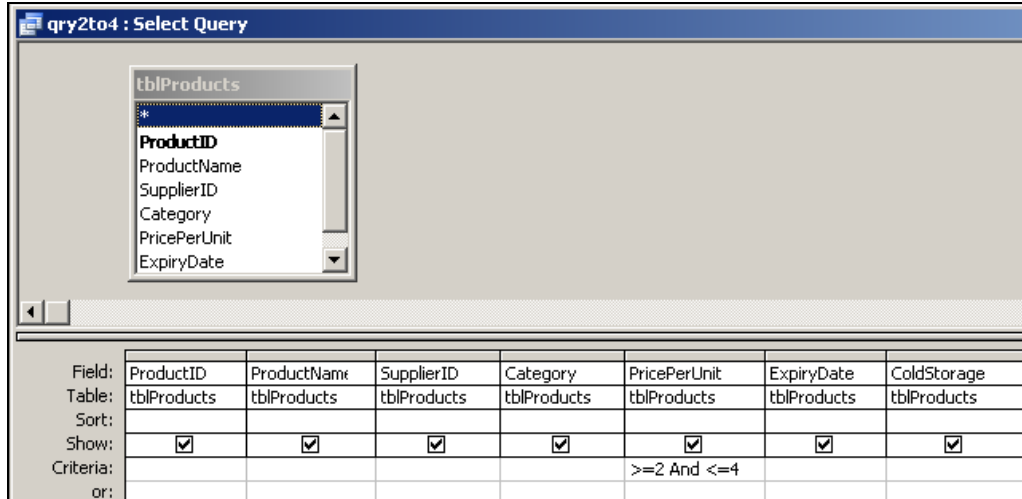 qry2to4 : Select Query
tblProducts
*
ProductID
ProductName
SupplierID
Category
PricePerUnit
ExpiryDate
Field: ProductID ProductName SupplierID Category PricePerUnit ExpiryDate ColdStorage
Table: tblProducts tblProducts tblProducts tblProducts tblProducts tblProducts tblProducts
Sort:
Show:
Criteria: >=2 And <=4
or: